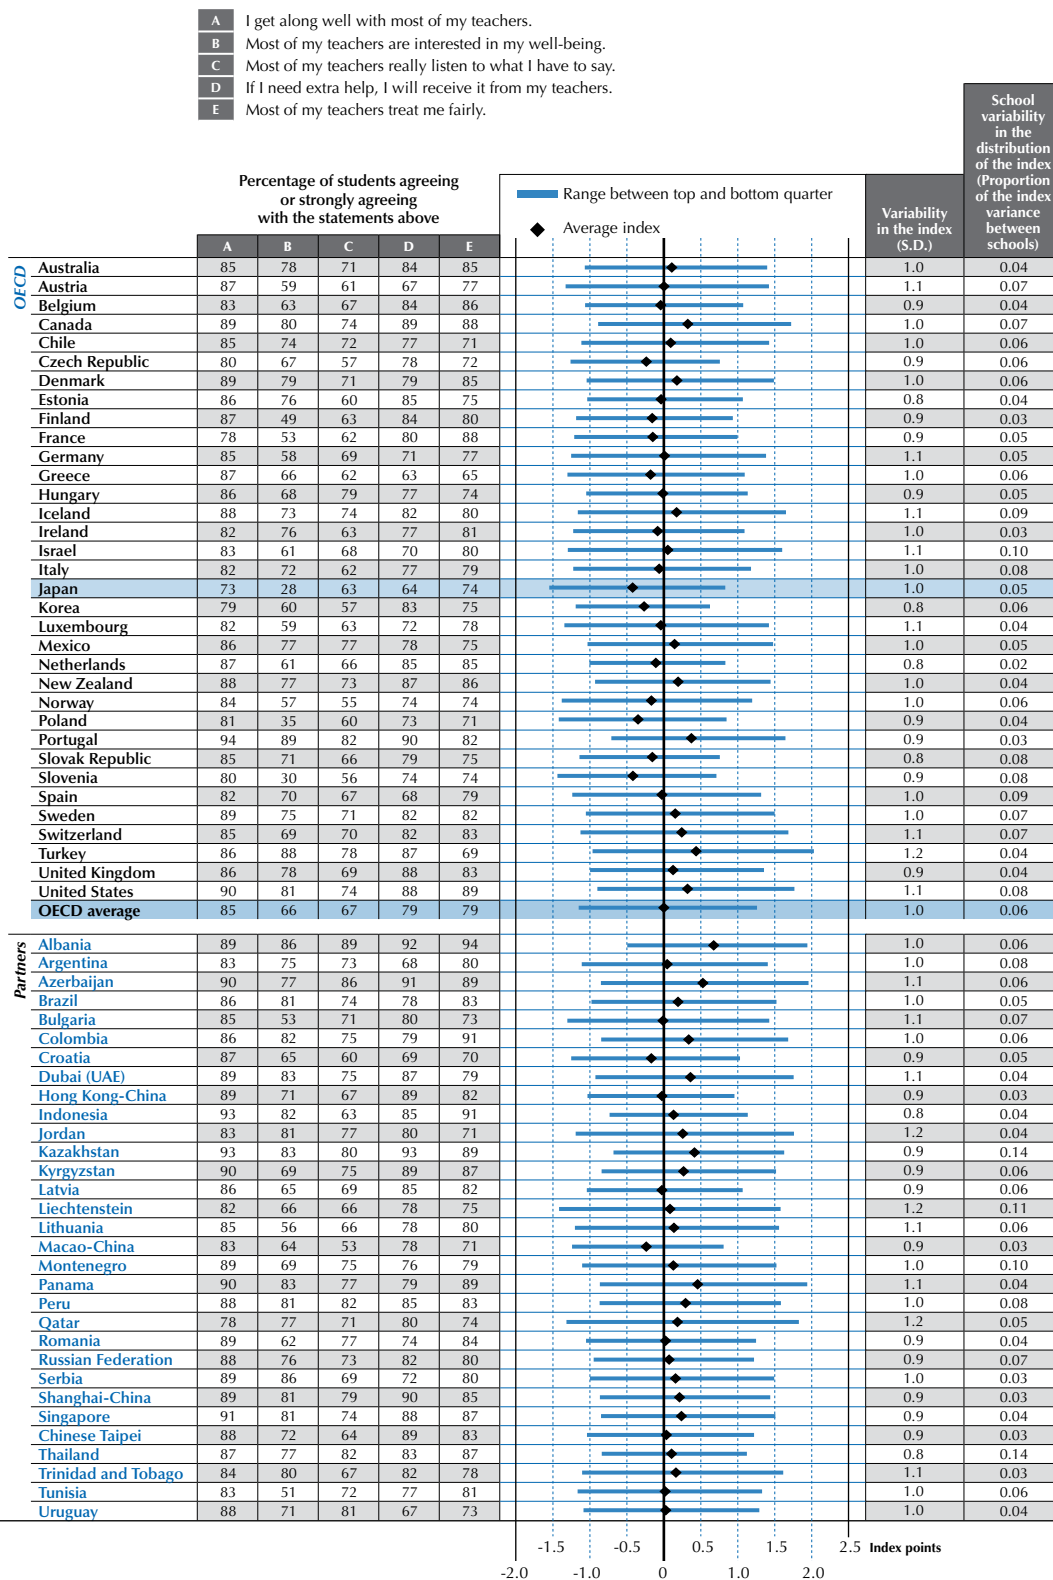 A I get along well with most of my teachers.
B Most of my teachers are interested in my well-being.
C Most of my teachers really listen to what I have to say.
D If I need extra help, I will receive it from my teachers.
E Most of my teachers treat me fairly.
Percentage of students agreeing
or strongly agreeing
with the statements above
Range between top and bottom quarter
Average index
Variability
in the index
(S.D.)
School
variability
in the
distribution
of the index
(Proportion
of the index
variance
between
schools)
A B C D E
OECD
Australia 85 78 71 84 85 1.0 0.04
Austria 87 59 61 67 77 1.1 0.07
Belgium 83 63 67 84 86 0.9 0.04
Canada 89 80 74 89 88 1.0 0.07
Chile 85 74 72 77 71 1.0 0.06
Czech Republic 80 67 57 78 72 0.9 0.06
Denmark 89 79 71 79 85 1.0 0.06
Estonia 86 76 60 85 75 0.8 0.04
Finland 87 49 63 84 80 0.9 0.03
France 78 53 62 80 88 0.9 0.05
Germany 85 58 69 71 77 1.1 0.05
Greece 87 66 62 63 65 1.0 0.06
Hungary 86 68 79 77 74 0.9 0.05
Iceland 88 73 74 82 80 1.1 0.09
Ireland 82 76 63 77 81 1.0 0.03
Israel 83 61 68 70 80 1.1 0.10
Italy 82 72 62 77 79 1.0 0.08
Japan 73 28 63 64 74 1.0 0.05
Korea 79 60 57 83 75 0.8 0.06
Luxembourg 82 59 63 72 78 1.1 0.04
Mexico 86 77 77 78 75 1.0 0.05
Netherlands 87 61 66 85 85 0.8 0.02
New Zealand 88 77 73 87 86 1.0 0.04
Norway 84 57 55 74 74 1.0 0.06
Poland 81 35 60 73 71 0.9 0.04
Portugal 94 89 82 90 82 0.9 0.03
Slovak Republic 85 71 66 79 75 0.8 0.08
Slovenia 80 30 56 74 74 0.9 0.08
Spain 82 70 67 68 79 1.0 0.09
Sweden 89 75 71 82 82 1.0 0.07
Switzerland 85 69 70 82 83 1.1 0.07
Turkey 86 88 78 87 69 1.2 0.04
United Kingdom 86 78 69 88 83 0.9 0.04
United States 90 81 74 88 89 1.1 0.08
OECD average 85 66 67 79 79 1.0 0.06
Partners
Albania 89 86 89 92 94 1.0 0.06
Argentina 83 75 73 68 80 1.0 0.08
Azerbaijan 90 77 86 91 89 1.1 0.06
Brazil 86 81 74 78 83 1.0 0.05
Bulgaria 85 53 71 80 73 1.1 0.07
Colombia 86 82 75 79 91 1.0 0.06
Croatia 87 65 60 69 70 0.9 0.05
Dubai (UAE) 89 83 75 87 79 1.1 0.04
Hong Kong-China 89 71 67 89 82 0.9 0.03
Indonesia 93 82 63 85 91 0.8 0.04
Jordan 83 81 77 80 71 1.2 0.04
Kazakhstan 93 83 80 93 89 0.9 0.14
Kyrgyzstan 90 69 75 89 87 0.9 0.06
Latvia 86 65 69 85 82 0.9 0.06
Liechtenstein 82 66 66 78 75 1.2 0.11
Lithuania 85 56 66 78 80 1.1 0.06
Macao-China 83 64 53 78 71 0.9 0.03
Montenegro 89 69 75 76 79 1.0 0.10
Panama 90 83 77 79 89 1.1 0.04
Peru 88 81 82 85 83 1.0 0.08
Qatar 78 77 71 80 74 1.2 0.05
Romania 89 62 77 74 84 0.9 0.04
Russian Federation 88 76 73 82 80 0.9 0.07
Serbia 89 86 69 72 80 1.0 0.03
Shanghai-China 89 81 79 90 85 0.9 0.03
Singapore 91 81 74 88 87 0.9 0.04
Chinese Taipei 88 72 64 89 83 0.9 0.03
Thailand 87 77 82 83 87 0.8 0.14
Trinidad and Tobago 84 80 67 82 78 1.1 0.03
Tunisia 83 51 72 77 81 1.0 0.06
Uruguay 88 71 81 67 73 1.0 0.04
-1.5 -0.5 0.5 1.5 2.5 Index points
-2.0 -1.0 0 1.0 2.0